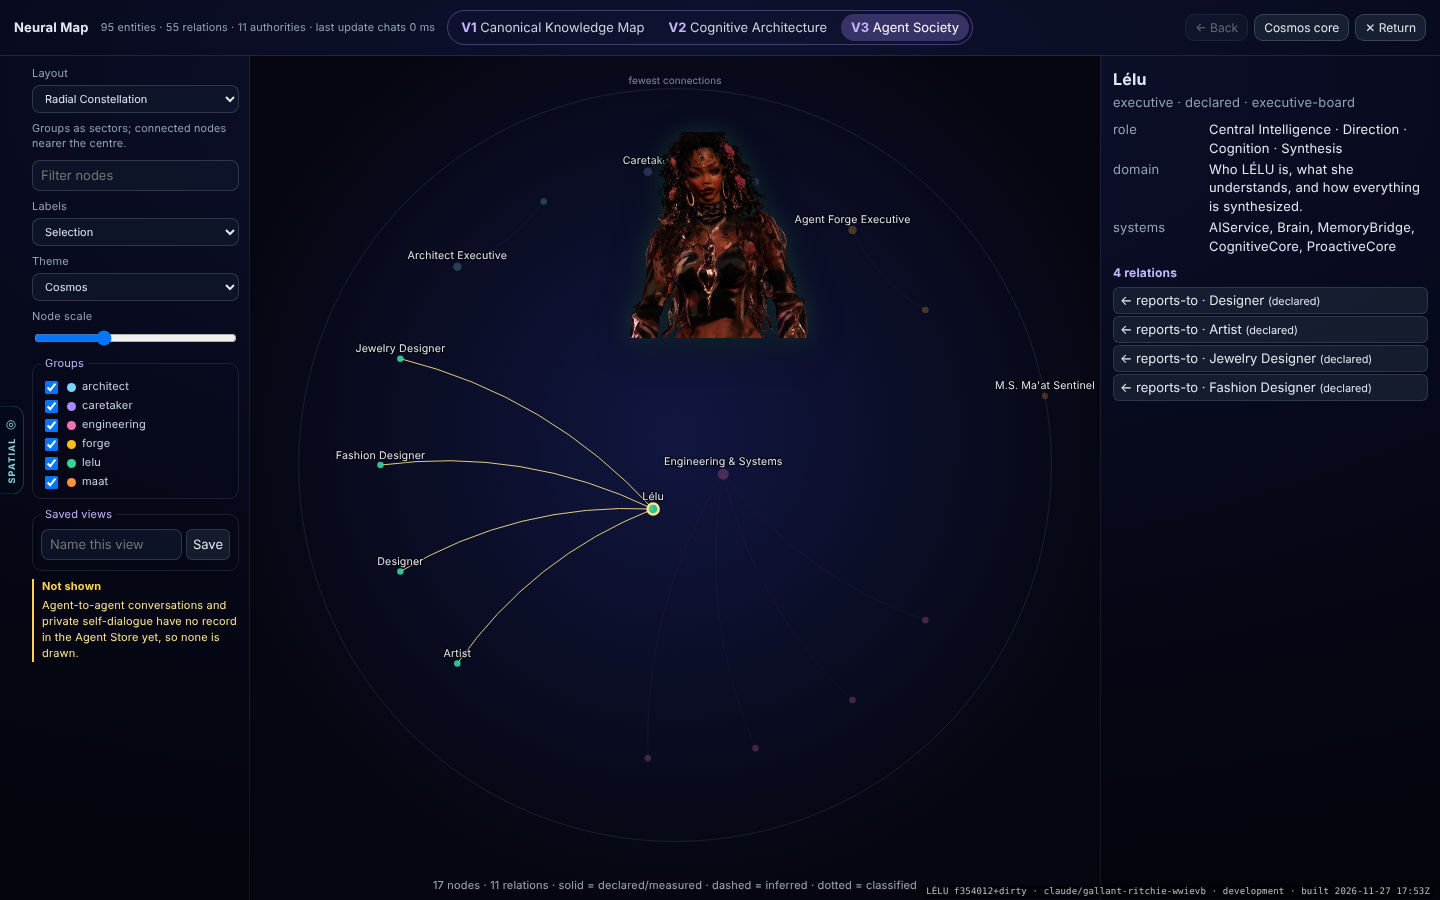 Neural Map
95 entities · 55 relations · 11 authorities · last update chats 0 ms
V1 Canonical Knowledge Map
V2 Cognitive Architecture
V3 Agent Society
← Back
Cosmos core
✕ Return
Layout
Radial Constellation
Groups as sectors; connected nodes
nearer the centre.
Filter nodes
Labels
Selection
Theme
Cosmos
Node scale
Groups
architect
caretaker
engineering
forge
lelu
maat
Saved views
Name this view
Save
Not shown
Agent-to-agent conversations and
private self-dialogue have no record
in the Agent Store yet, so none is
drawn.
SPATIAL ◎
fewest connections
Caretak
Agent Forge Executive
Architect Executive
Jewelry Designer
M.S. Ma'at Sentinel
Fashion Designer
Engineering & Systems
Lélu
Designer
Artist
17 nodes · 11 relations · solid = declared/measured · dashed = inferred · dotted = classified
Lélu
executive · declared · executive-board
role
Central Intelligence · Direction ·
Cognition · Synthesis
domain
Who LÉLU is, what she
understands, and how everything
is synthesized.
systems
AIService, Brain, MemoryBridge,
CognitiveCore, ProactiveCore
4 relations
← reports-to · Designer (declared)
← reports-to · Artist (declared)
← reports-to · Jewelry Designer (declared)
← reports-to · Fashion Designer (declared)
LÉLU f354012+dirty · claude/gallant-ritchie-wwievb · development · built 2026-11-27 17:53Z